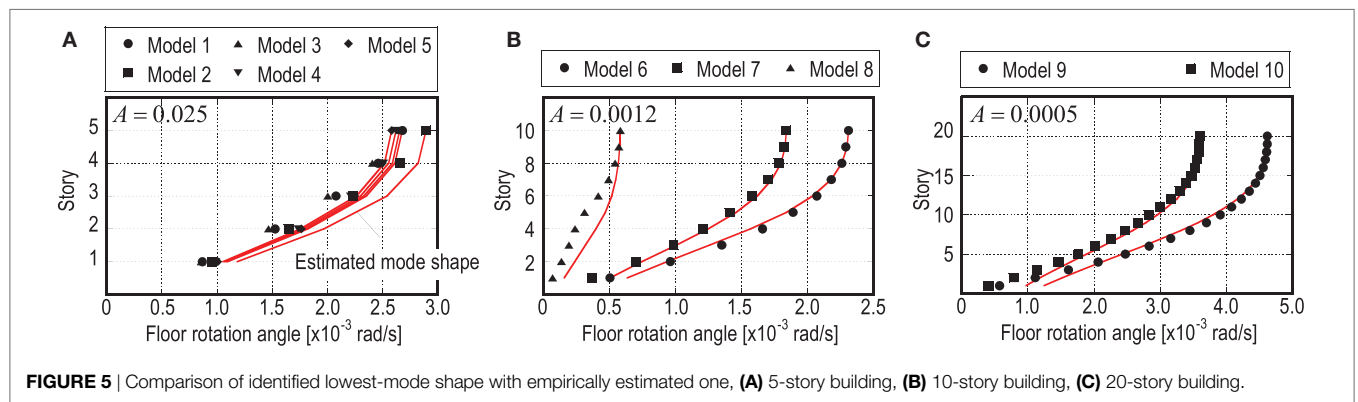 A
Model 1 Model 3 Model 5
Model 2 Model 4
A = 0.025
5
4
3
2
1
Story
Estimated mode shape
0 0.5 1.0 1.5 2.0 2.5 3.0
Floor rotation angle [x10⁻³ rad/s]
B
Model 6 Model 7 Model 8
A = 0.0012
10
8
6
4
2
Story
0 0.5 1.0 1.5 2.0 2.5
Floor rotation angle [x10⁻³ rad/s]
C
Model 9 Model 10
A = 0.0005
20
15
10
5
Story
0 1.0 2.0 3.0 4.0 5.0
Floor rotation angle [x10⁻³ rad/s]
FIGURE 5 | Comparison of identified lowest-mode shape with empirically estimated one, (A) 5-story building, (B) 10-story building, (C) 20-story building.